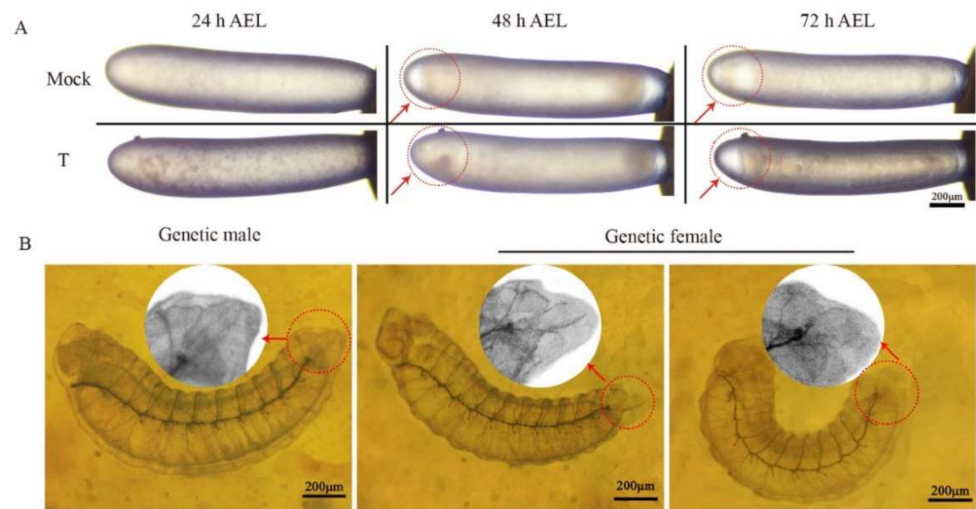 A
24 h AEL 48 h AEL 72 h AEL
Mock
T
200μm
B
Genetic male Genetic female
200μm 200μm 200μm